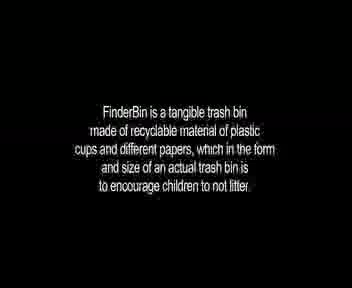 FinderBin is a tangible trash bin
made of recyclable material of plastic
cups and different papers, which in the form
and size of an actual trash bin is
to encourage children to not litter.